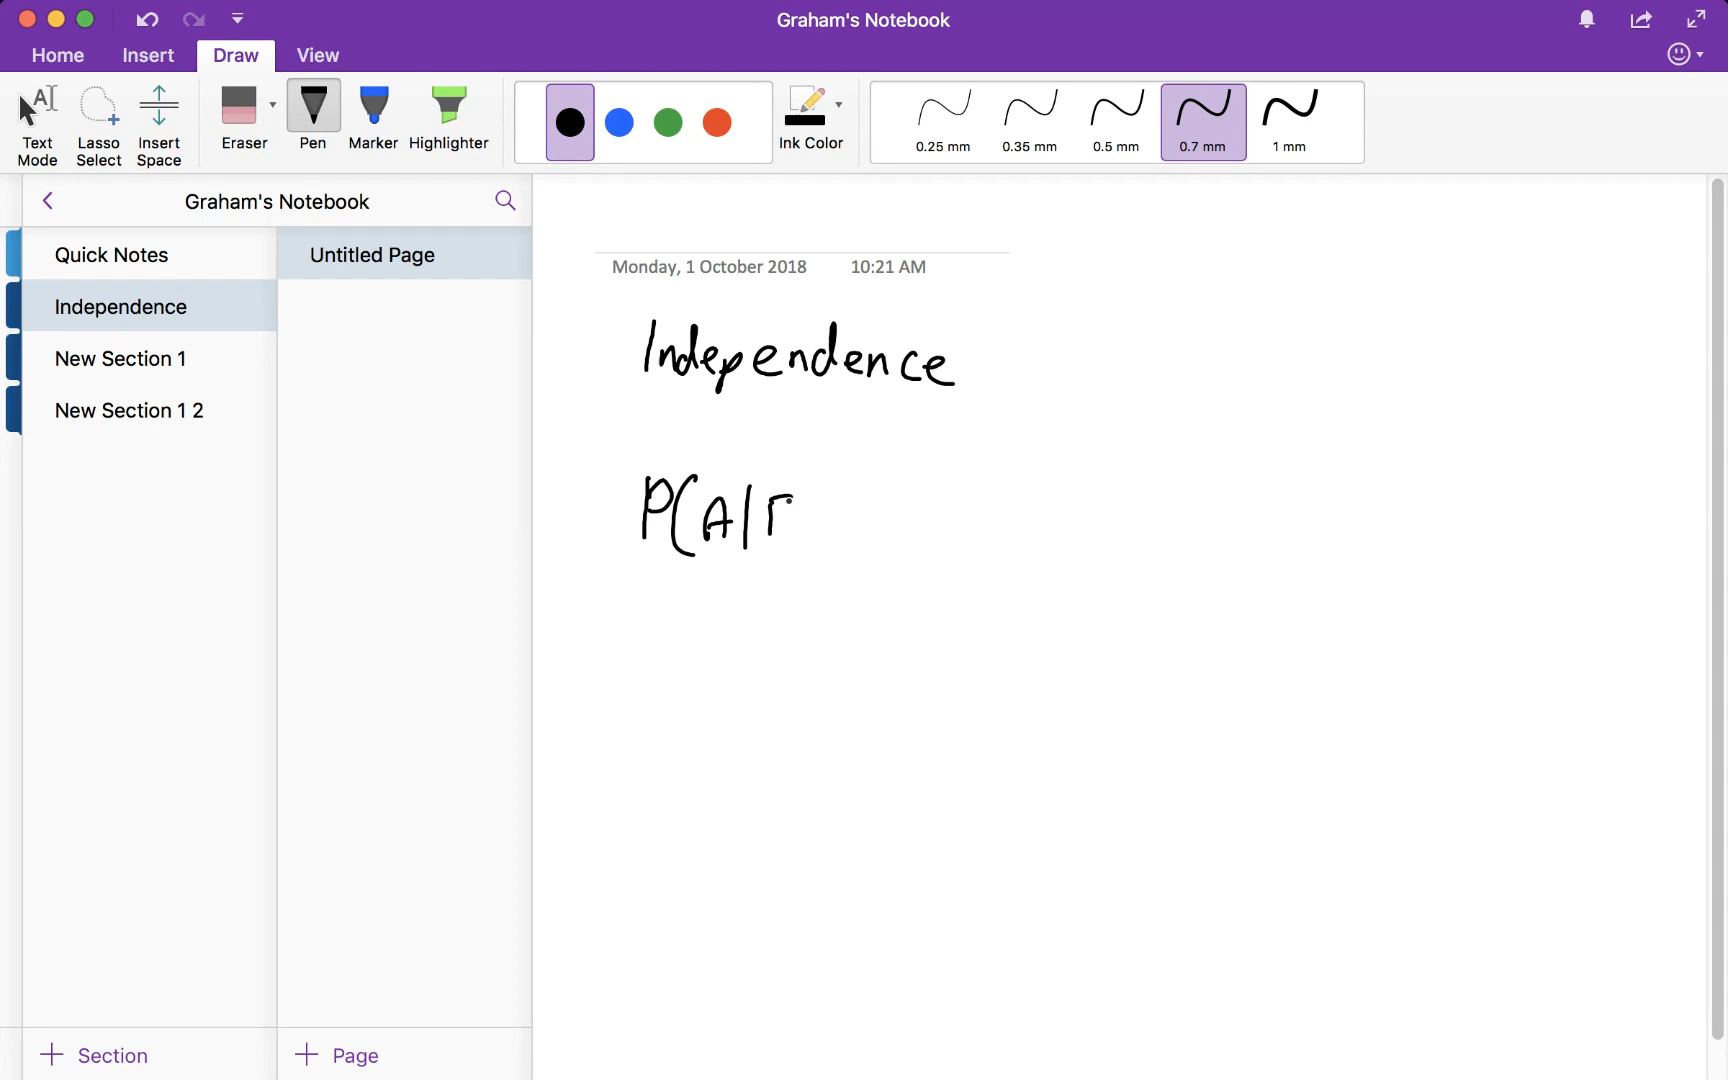 Graham's Notebook
Home Insert Draw View
Text Mode Lasso Select Insert Space Eraser Pen Marker Highlighter Ink Color 0.25 mm 0.35 mm 0.5 mm 0.7 mm 1 mm
Graham's Notebook
Quick Notes
Independence
New Section 1
New Section 1 2
Untitled Page
Monday, 1 October 2018 10:21 AM
Independence
P(A|
+ Section
+ Page